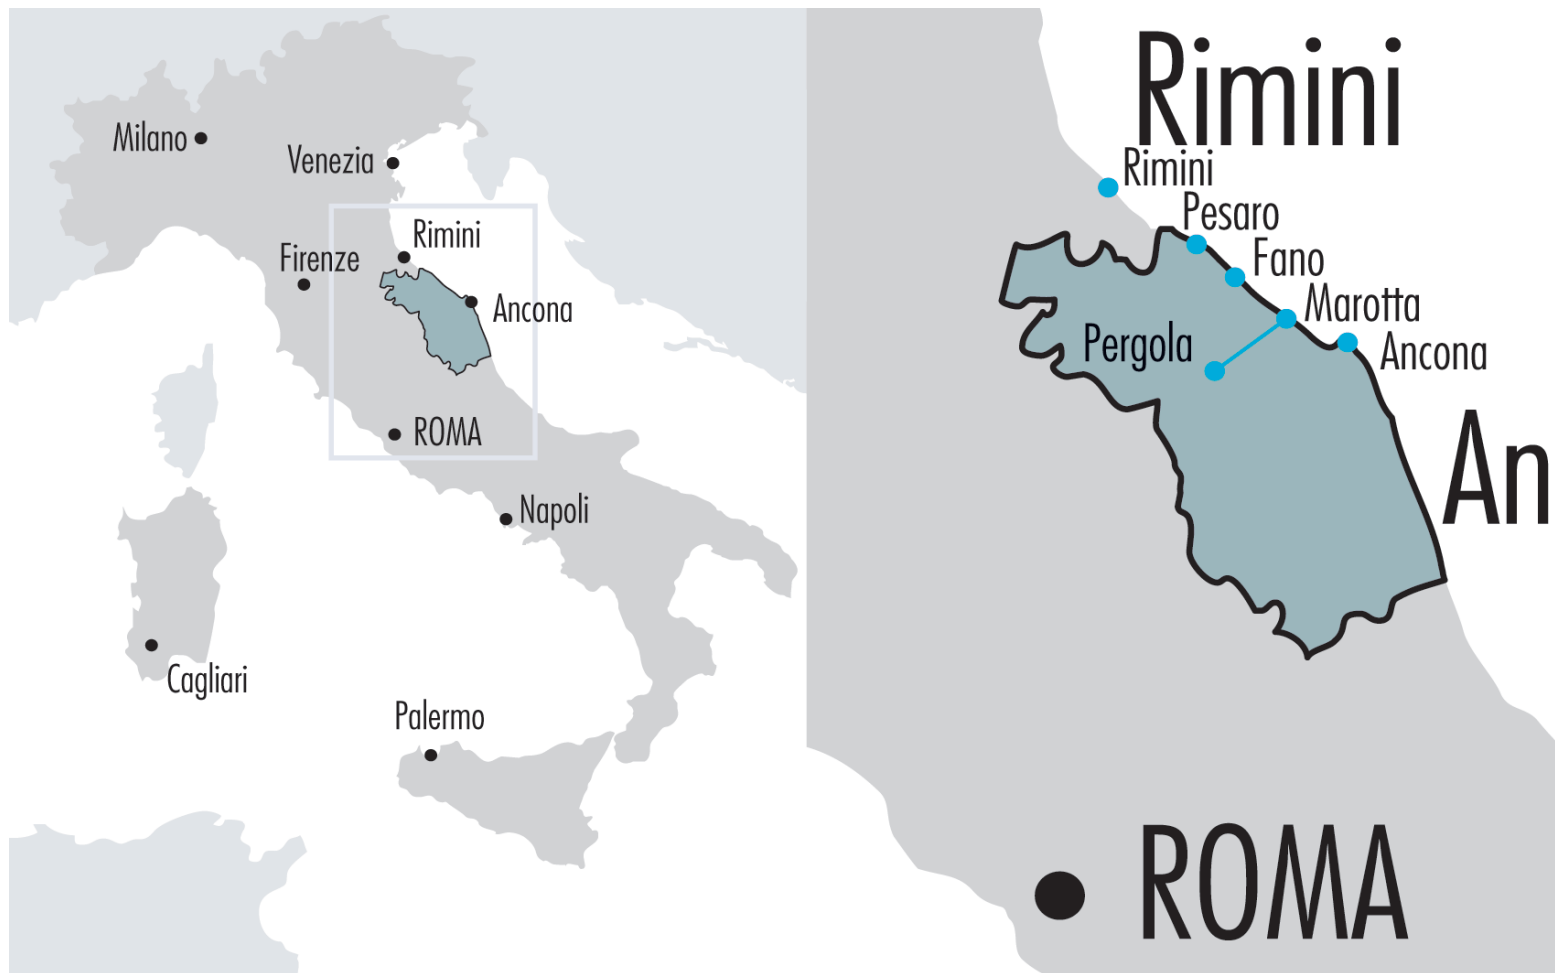 Milano
Venezia
Rimini
Firenze
Ancona
ROMA
Napoli
Cagliari
Palermo
Rimini
Rimini
Pesaro
Fano
Marotta
Pergola
Ancona
An
ROMA